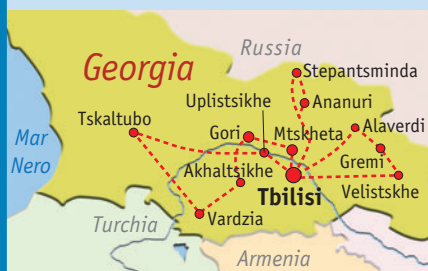 Russia
Georgia
Stepantsminda
Uplistsikhe
Ananuri
Tskaltubo
Gori
Mtskheta
Alaverdi
Mar
Nero
Akhaltsikhe
Gremi
Tbilisi
Velistskhe
Turchia
Vardzia
Armenia